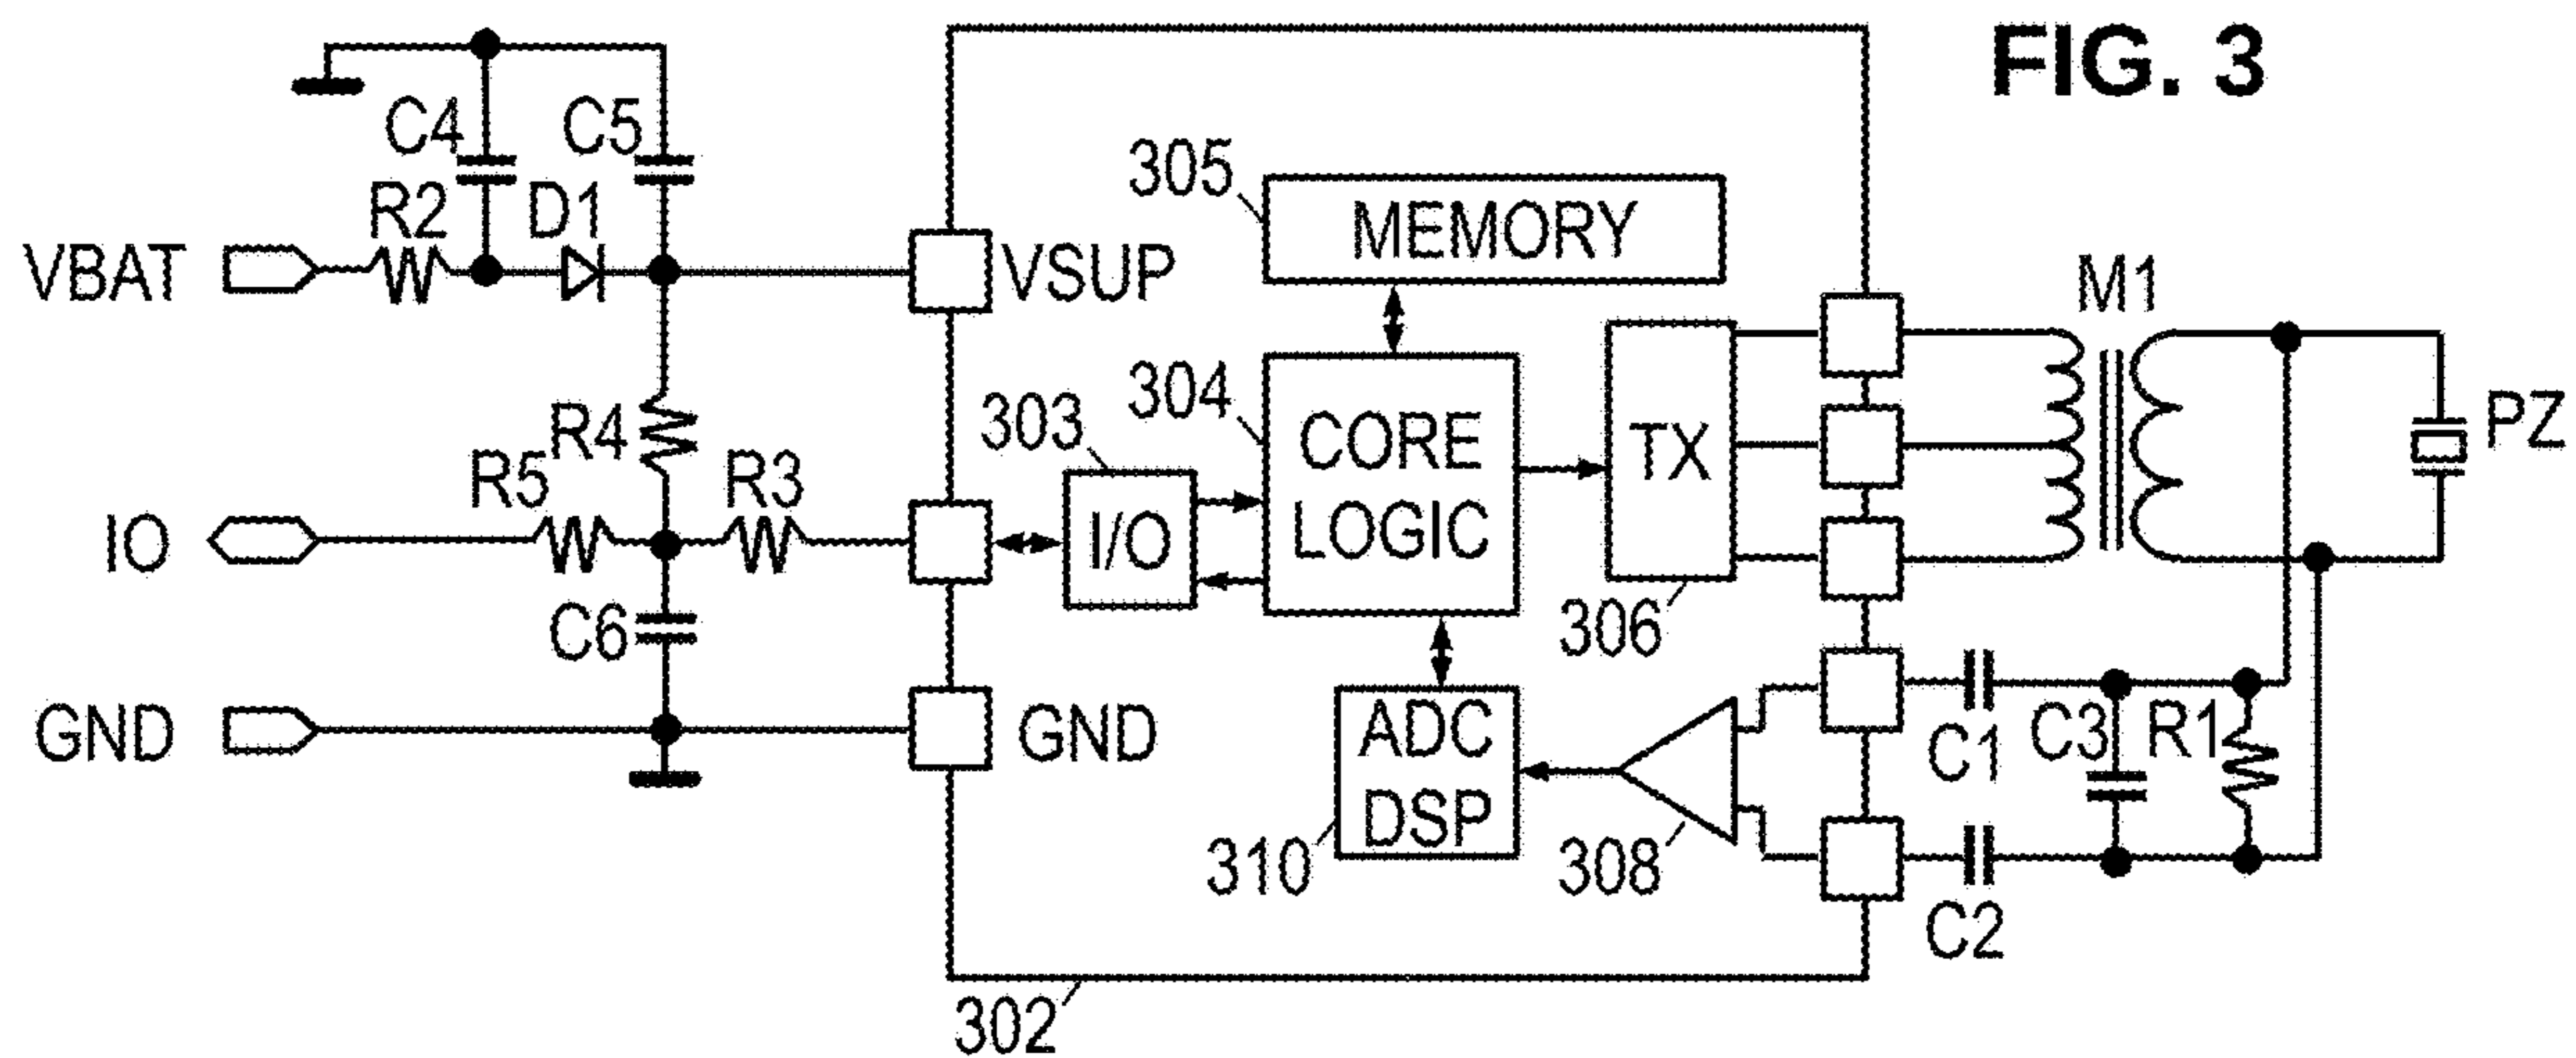 FIG. 3
C4
C5
305
MEMORY
R2
D1
VBAT
VSUP
M1
303
304
R4
CORE
LOGIC
TX
PZ
R5
R3
IO
I/O
C6
306
GND
GND
ADC
DSP
C1
C3
R1
310
308
C2
302